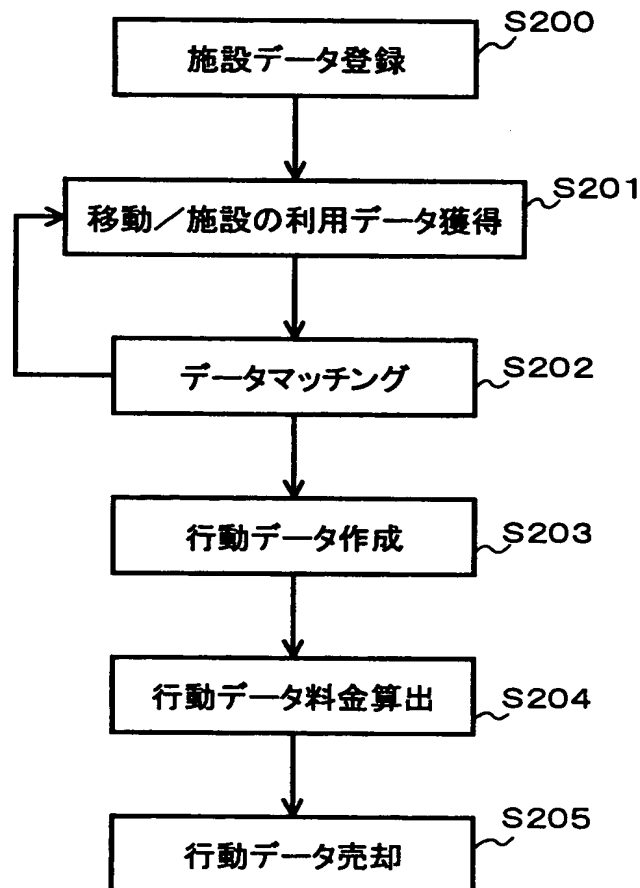 S200
施設データ登録
S201
移動／施設の利用データ獲得
データマッチング
S202
行動データ作成
S203
行動データ料金算出
S204
行動データ売却
S205